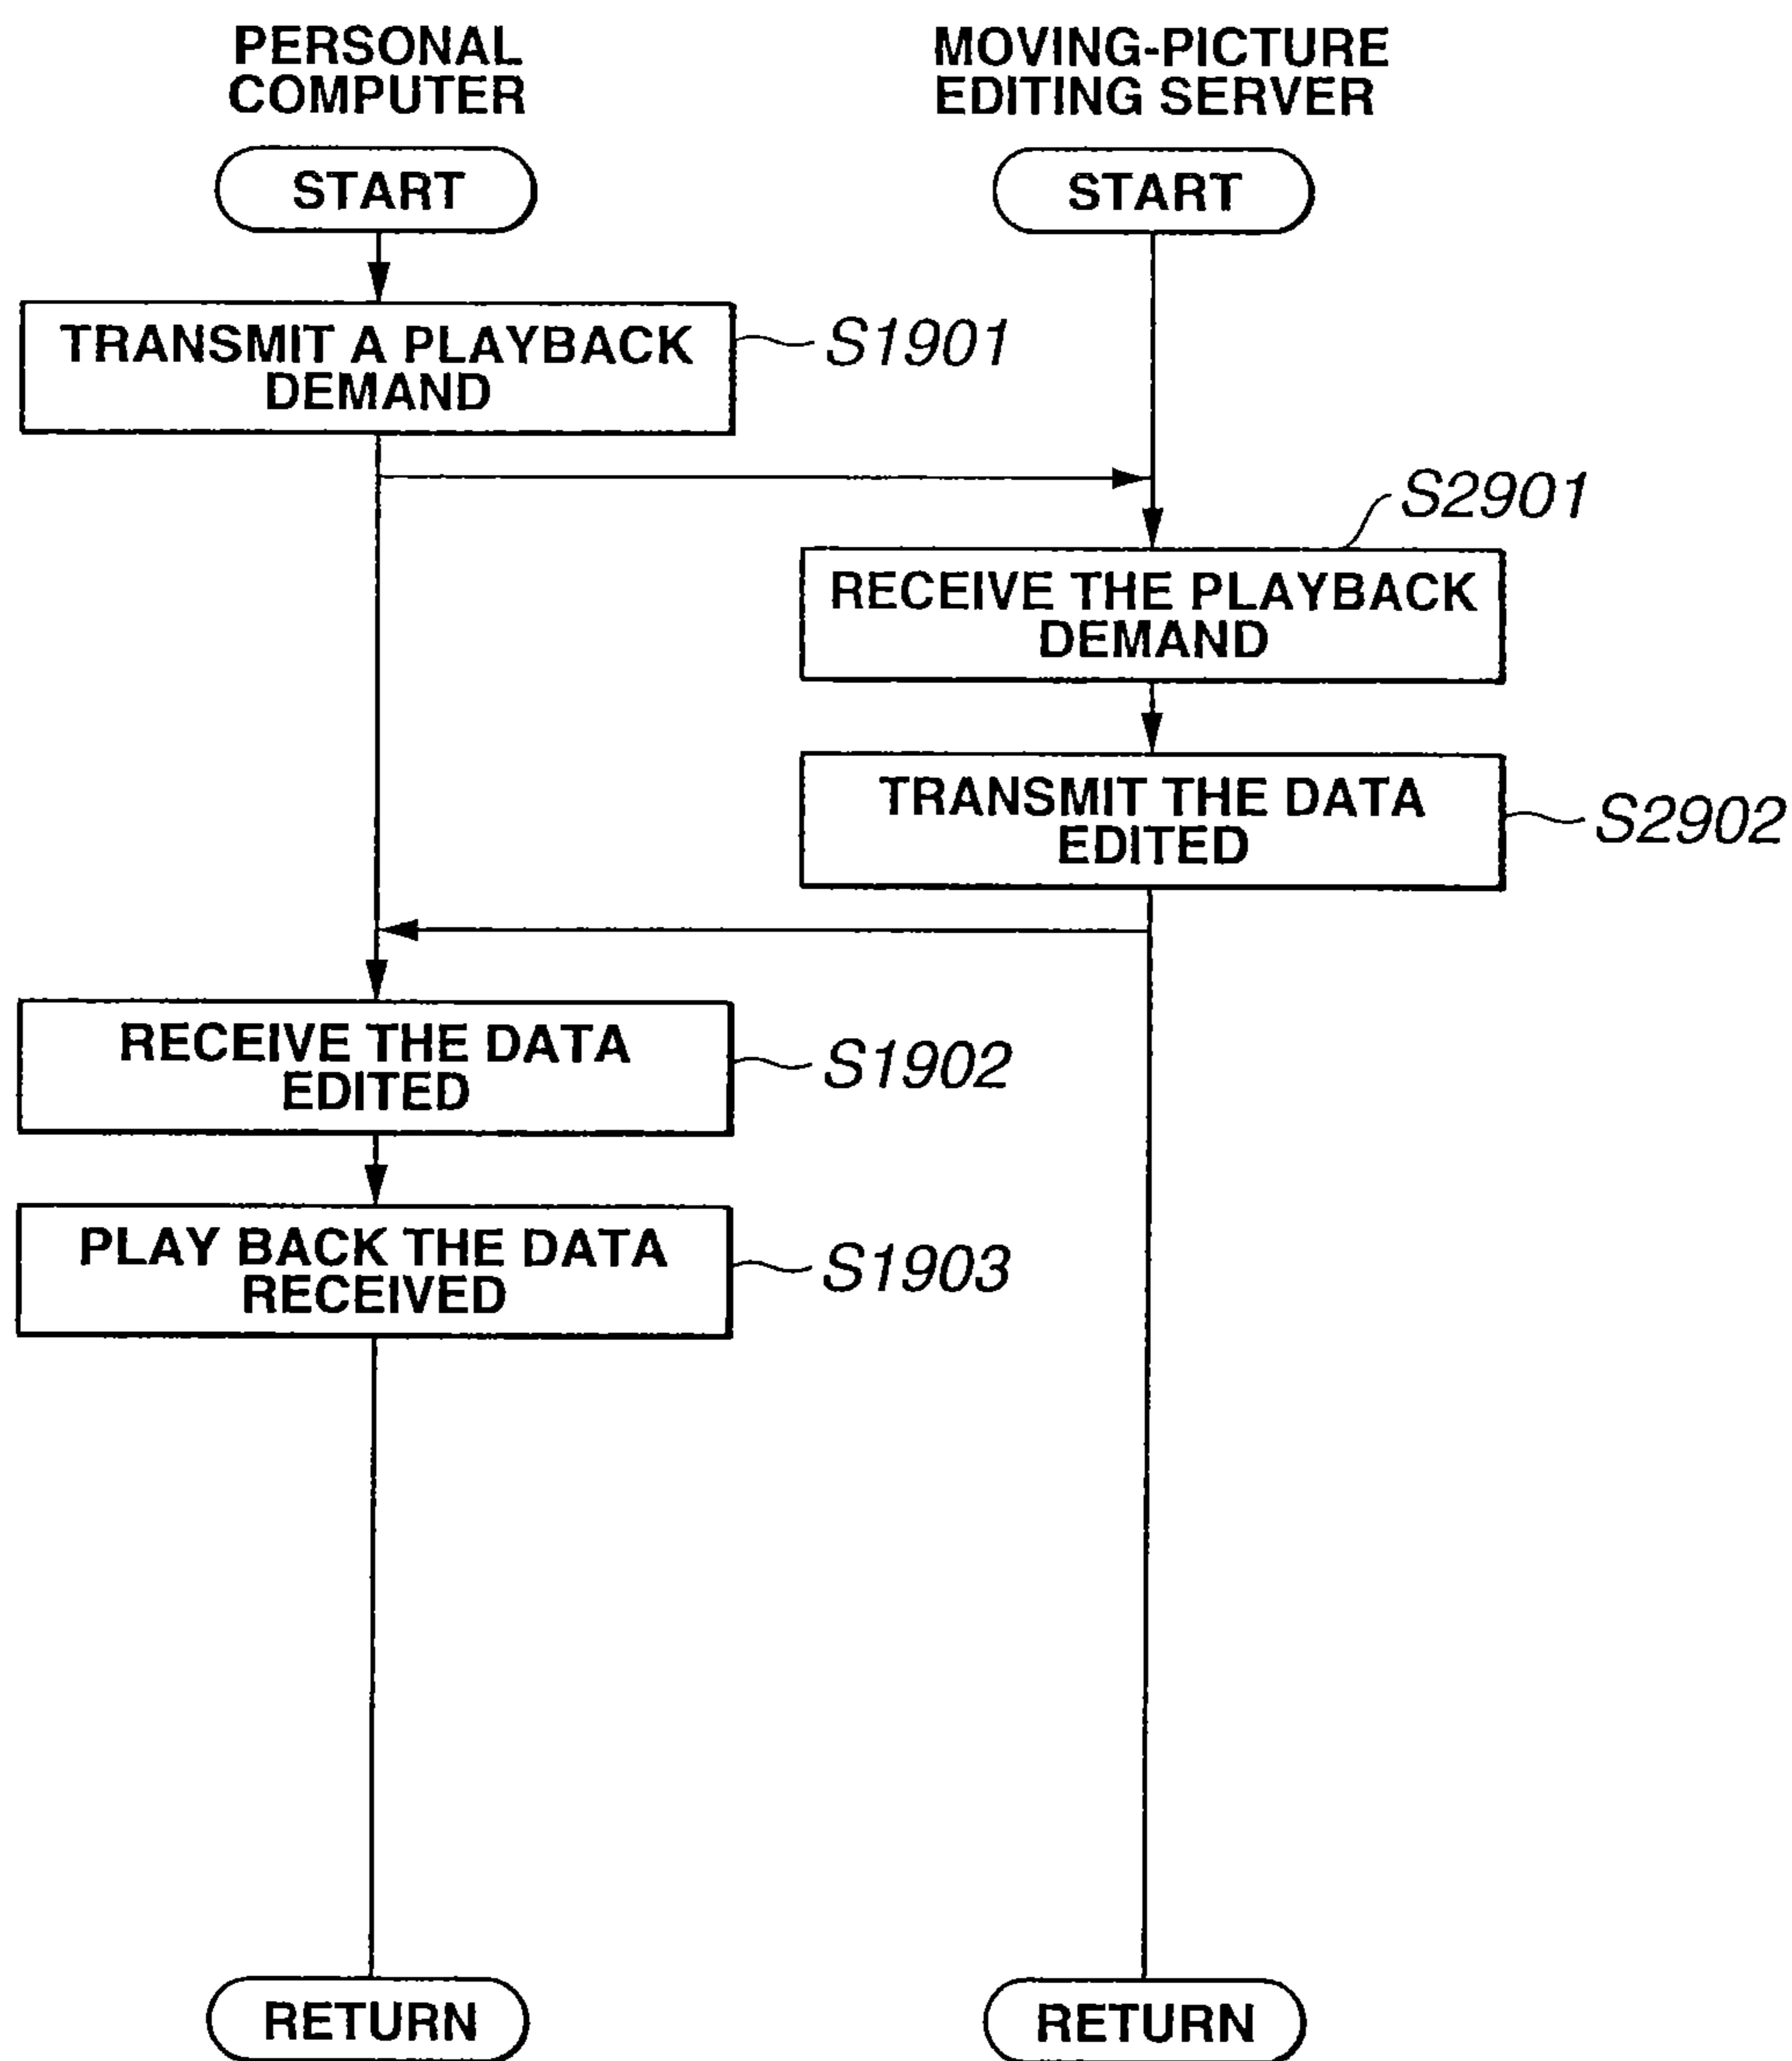 PERSONAL
COMPUTER
MOVING-PICTURE
EDITING SERVER
START
START
TRANSMIT A PLAYBACK
DEMAND
S1901
S2901
RECEIVE THE PLAYBACK
DEMAND
TRANSMIT THE DATA
EDITED
S2902
RECEIVE THE DATA
EDITED
S1902
PLAY BACK THE DATA
RECEIVED
S1903
RETURN
RETURN